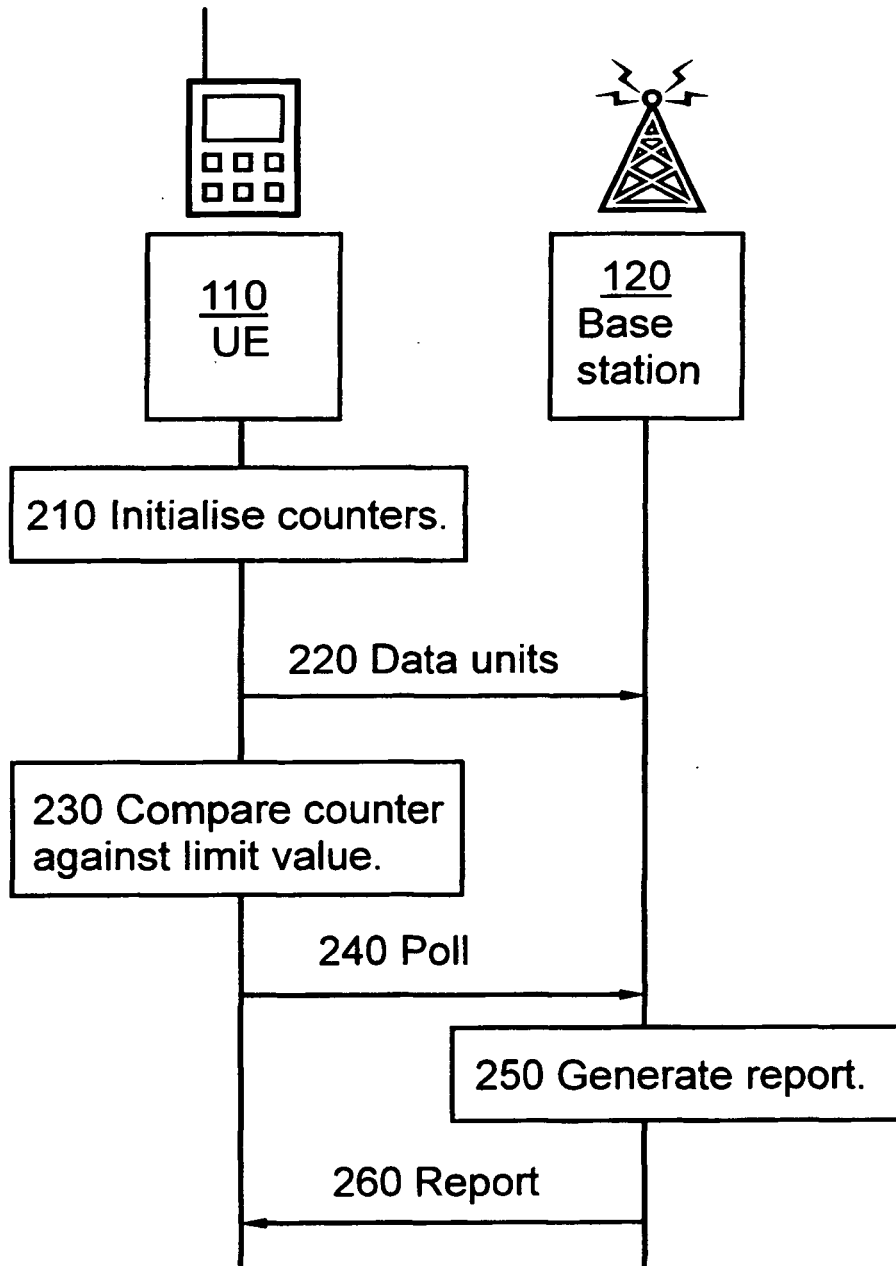 110
UE
120
Base
station
210 Initialise counters.
220 Data units
230 Compare counter
against limit value.
240 Poll
250 Generate report.
260 Report